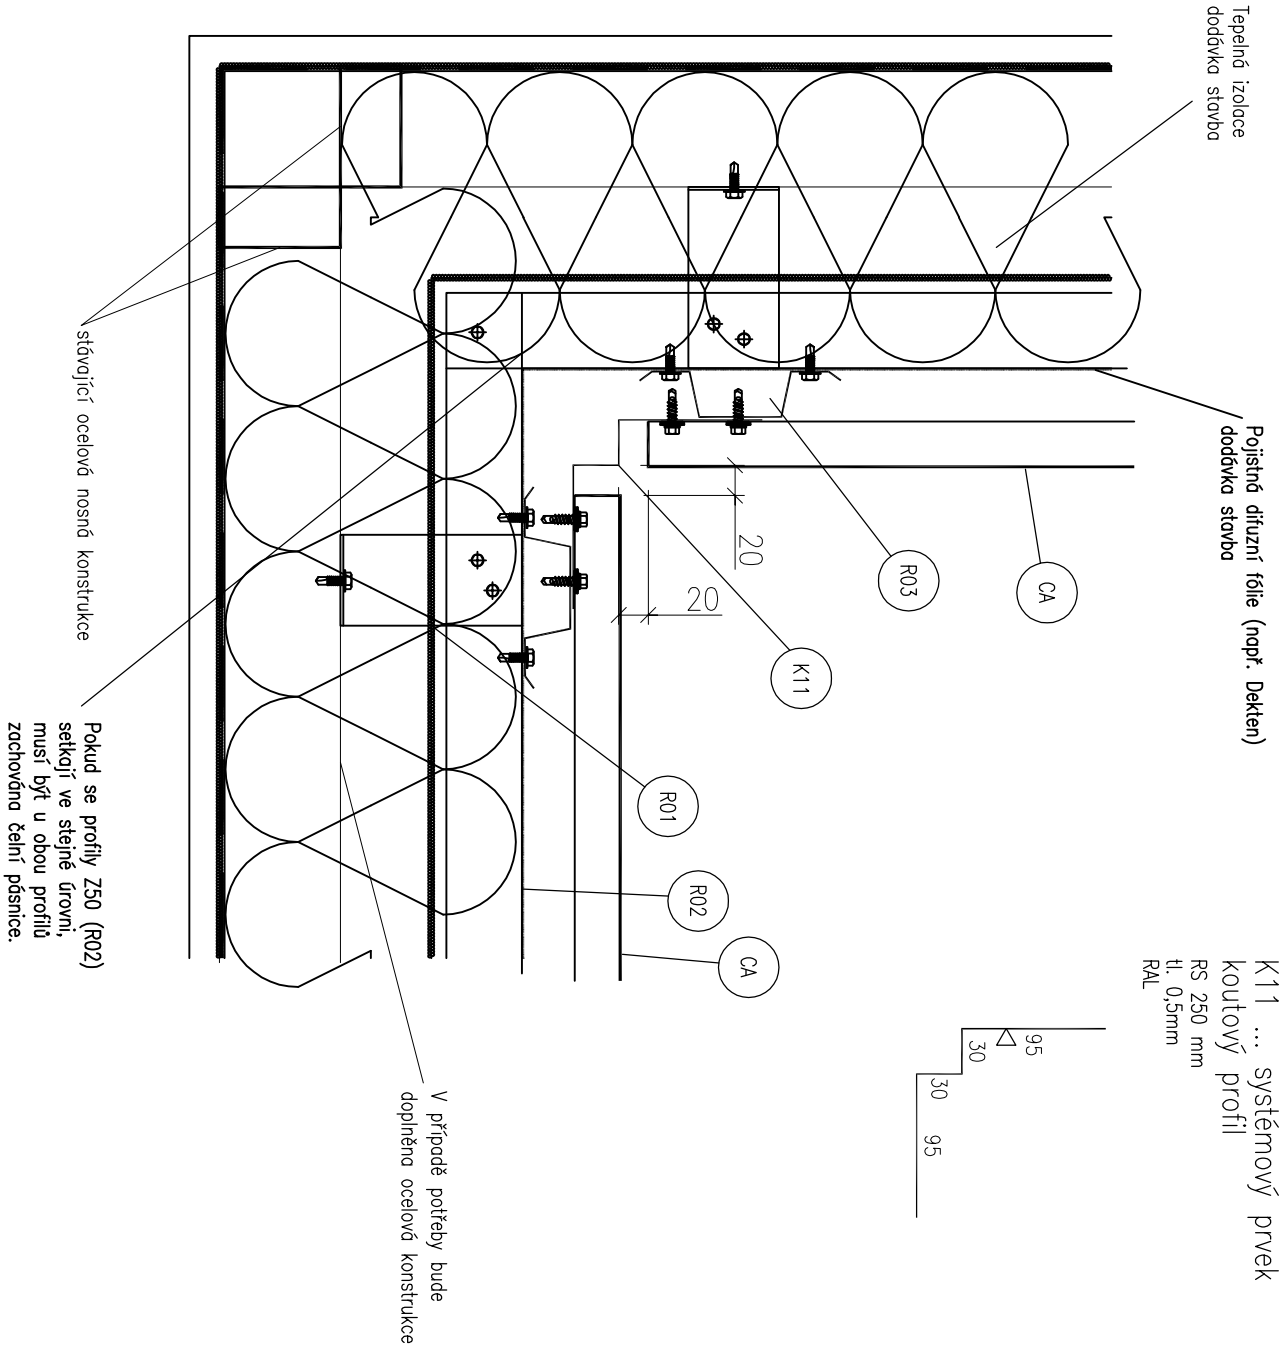 Tepelná izolace
dodávka stavba
Pojistná difuzní fólie (např. Dekten)
dodávka stavba
K11 ... systémový prvek
koutový profil
RS 250 mm
tl. 0,5mm
RAL
95
30
30
95
CA
R03
20
20
K11
R01
R02
CA
stávající ocelová nosná konstrukce
Pokud se profily Z50 (R02)
setkají ve stejné úrovni,
musí být u obou profilů
zachována čelní pásnice.
V případě potřeby bude
doplněna ocelová konstrukce